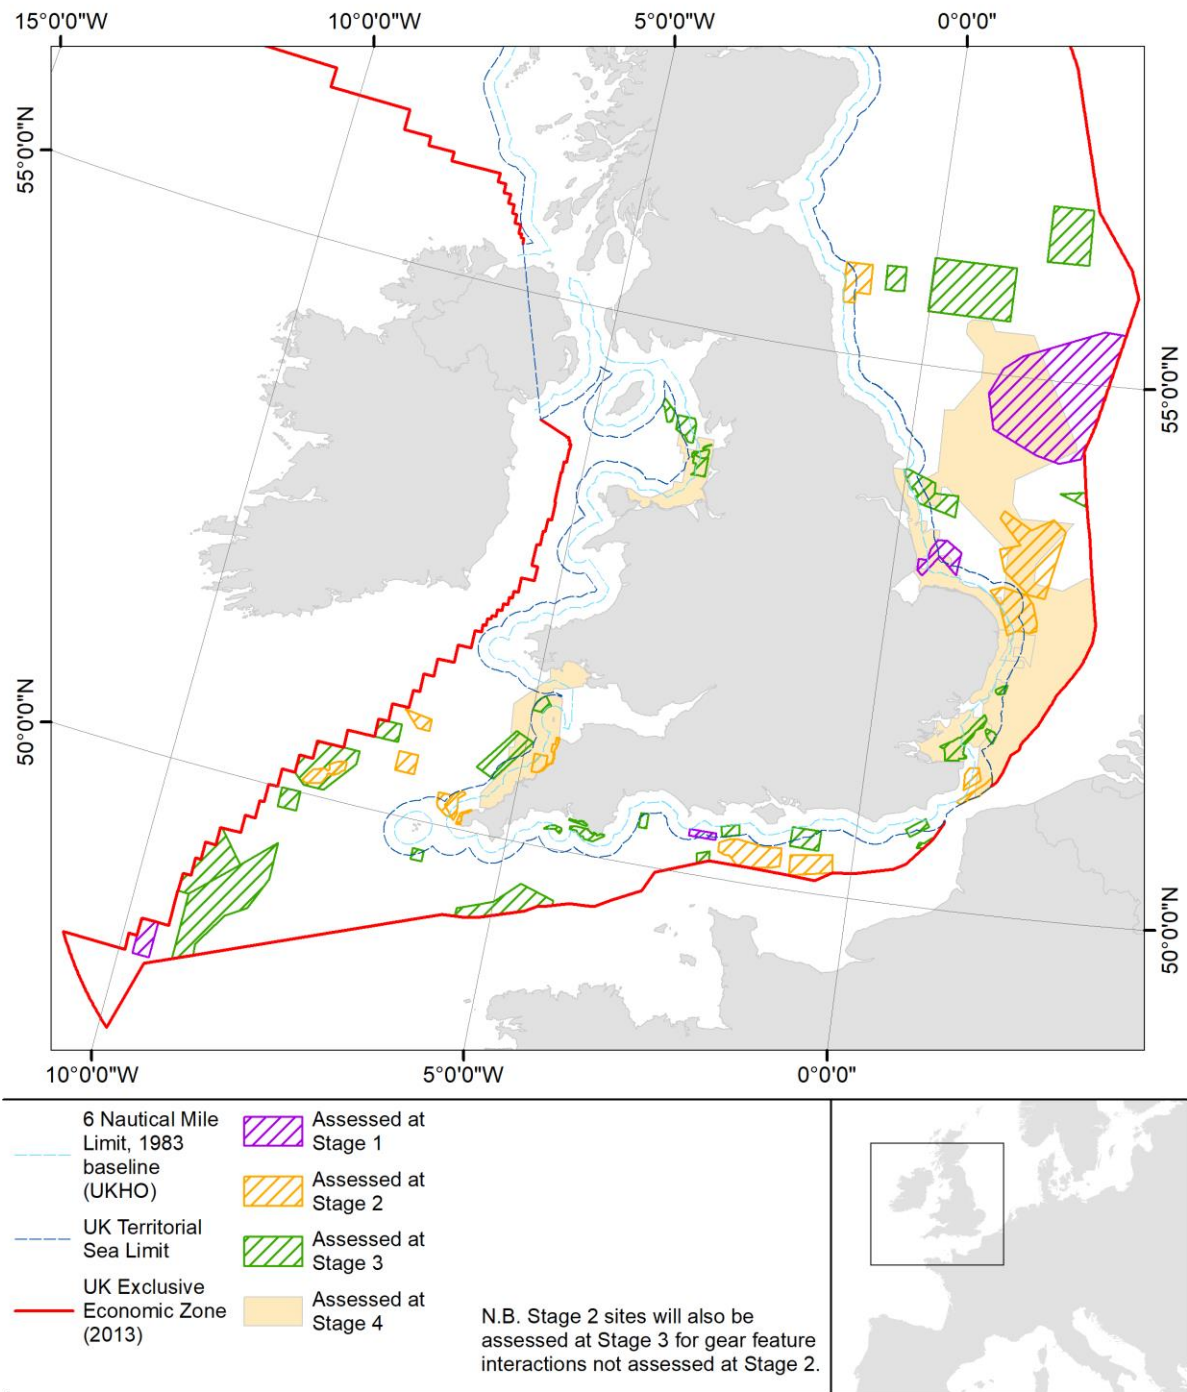 15°0'0"W
10°0'0"W
5°0'0"W
0°0'0"
55°0'0"N
55°0'0"N
50°0'0"N
50°0'0"N
10°0'0"W
5°0'0"W
0°0'0"
6 Nautical Mile
Limit, 1983
baseline
(UKHO)
UK Territorial
Sea Limit
UK Exclusive
Economic Zone
(2013)
Assessed at
Stage 1
Assessed at
Stage 2
Assessed at
Stage 3
Assessed at
Stage 4
N.B. Stage 2 sites will also be
assessed at Stage 3 for gear feature
interactions not assessed at Stage 2.